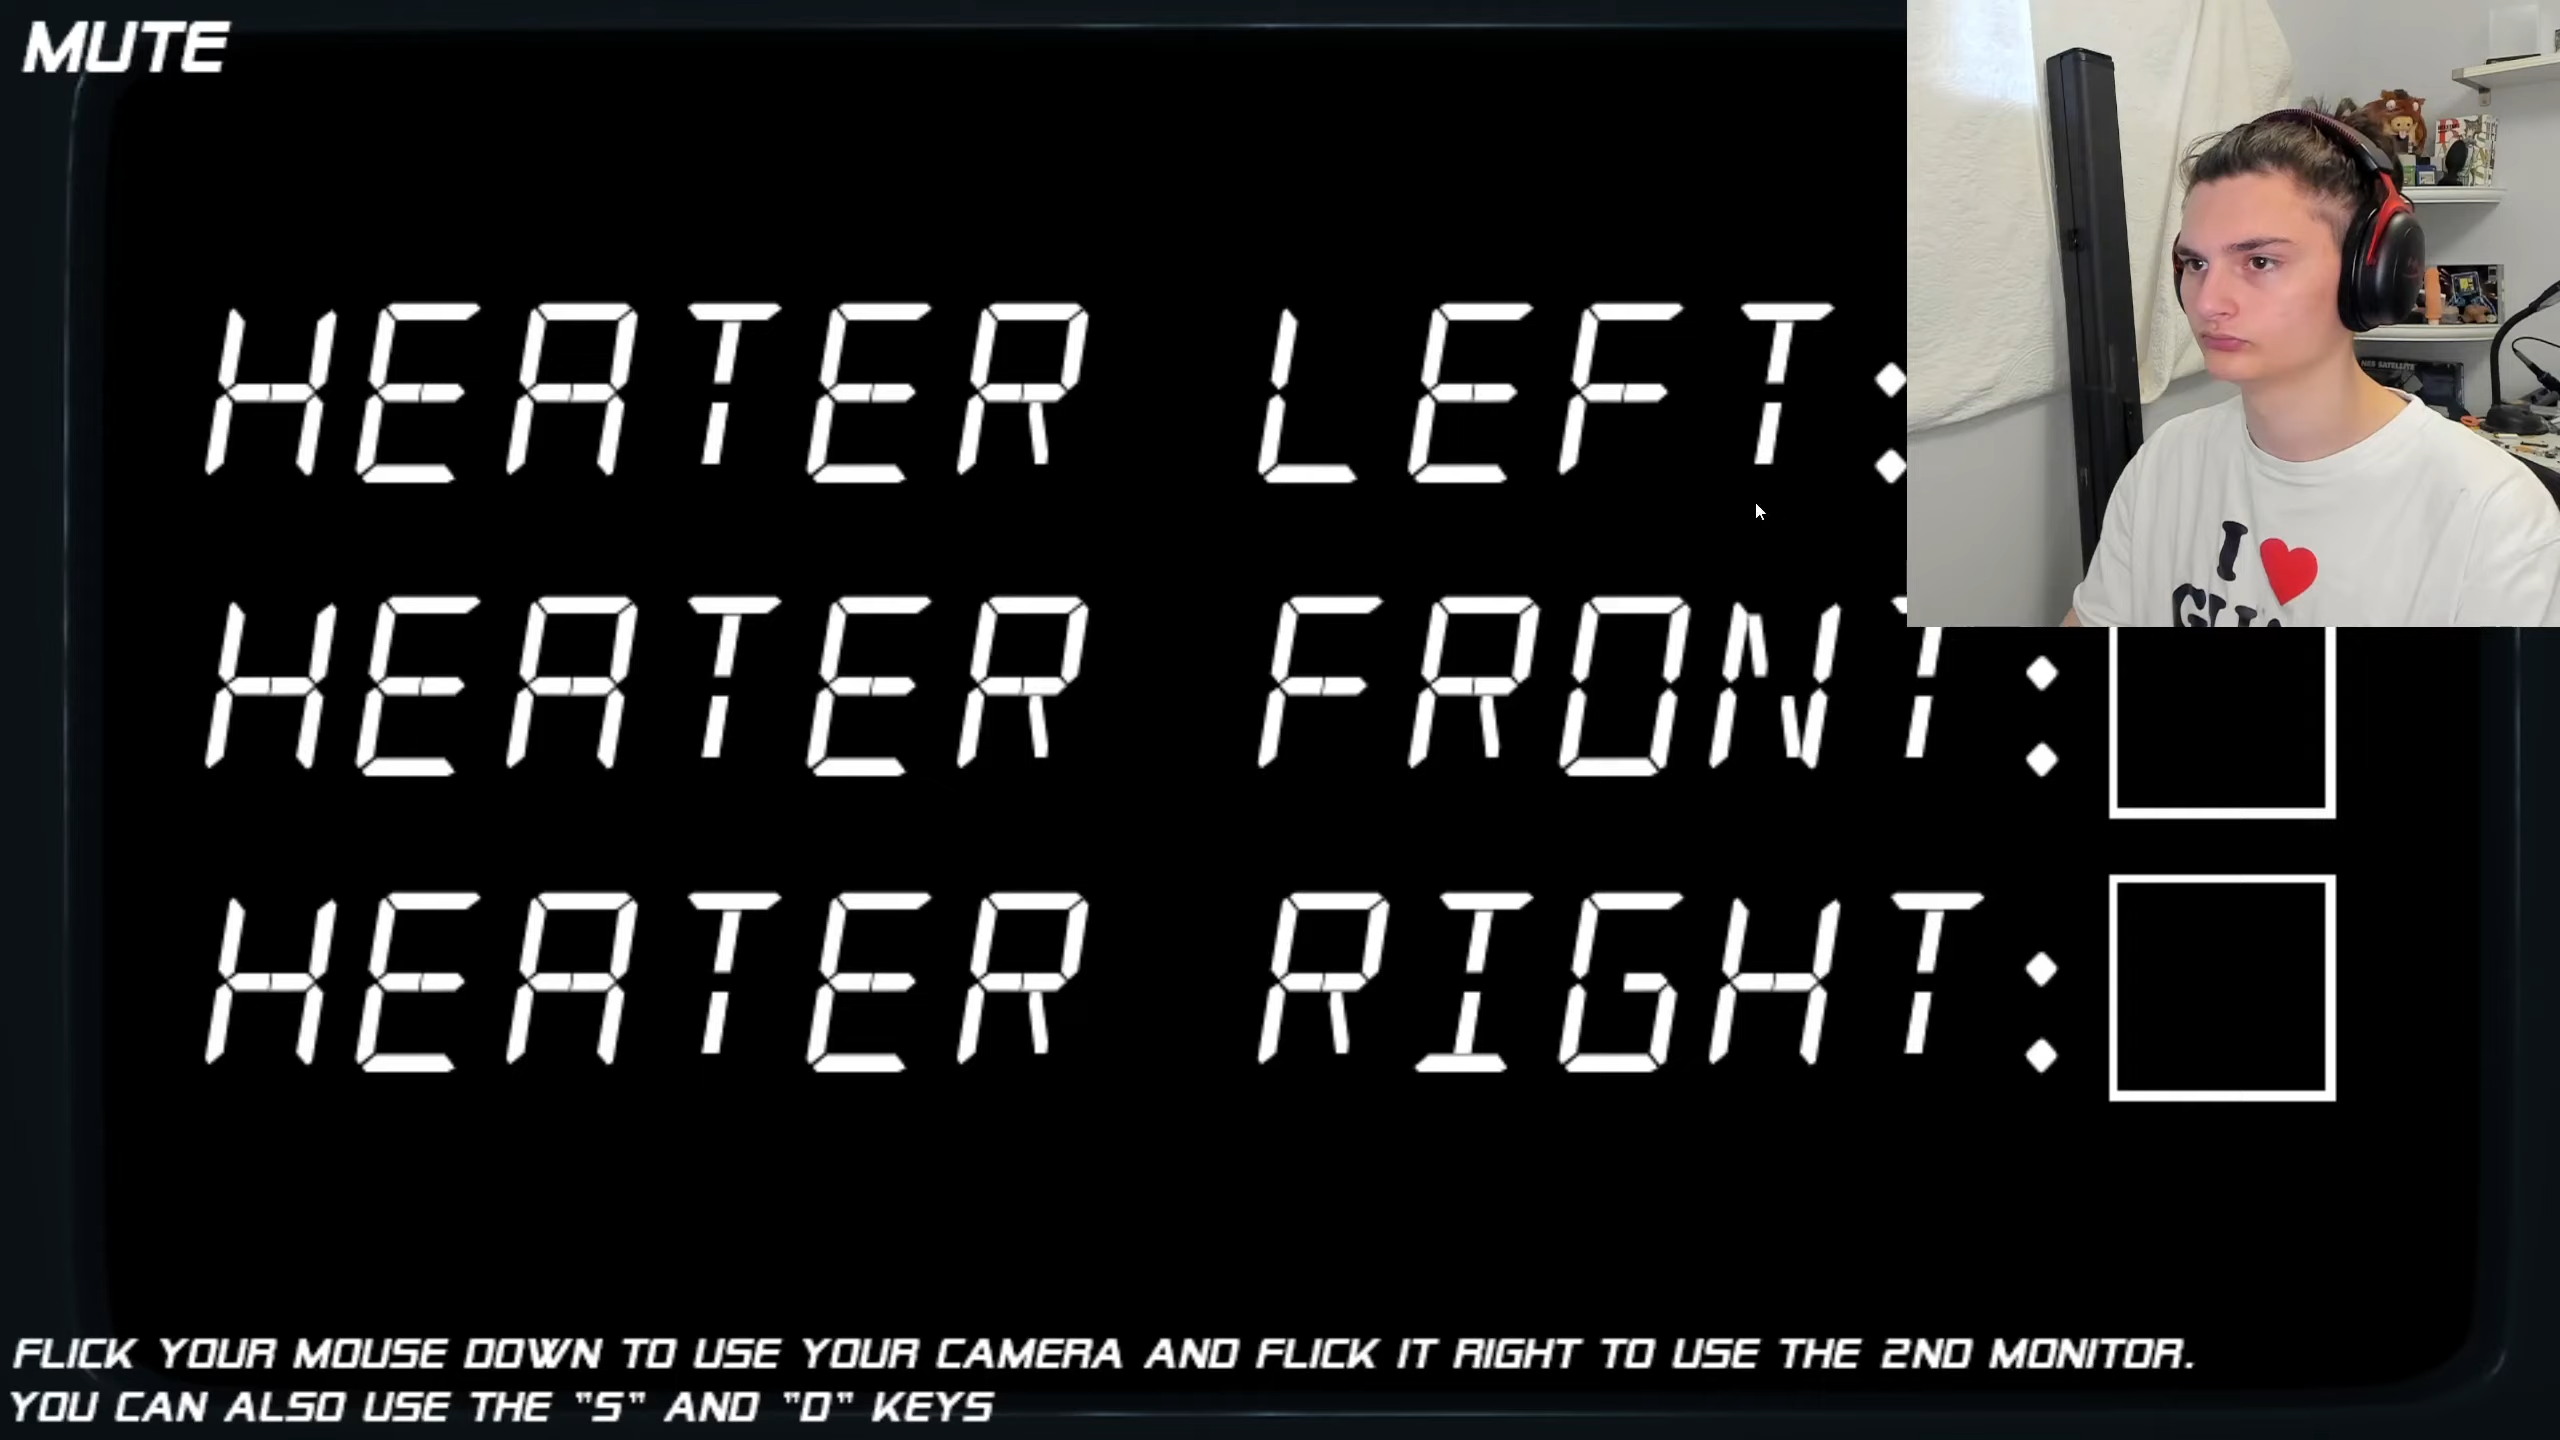 MUTE
HEATER LEFT:
HEATER FRONT:
HEATER RIGHT:
I ♥
FLICK YOUR MOUSE DOWN TO USE YOUR CAMERA AND FLICK IT RIGHT TO USE THE 2ND MONITOR.
YOU CAN ALSO USE THE "S" AND "D" KEYS